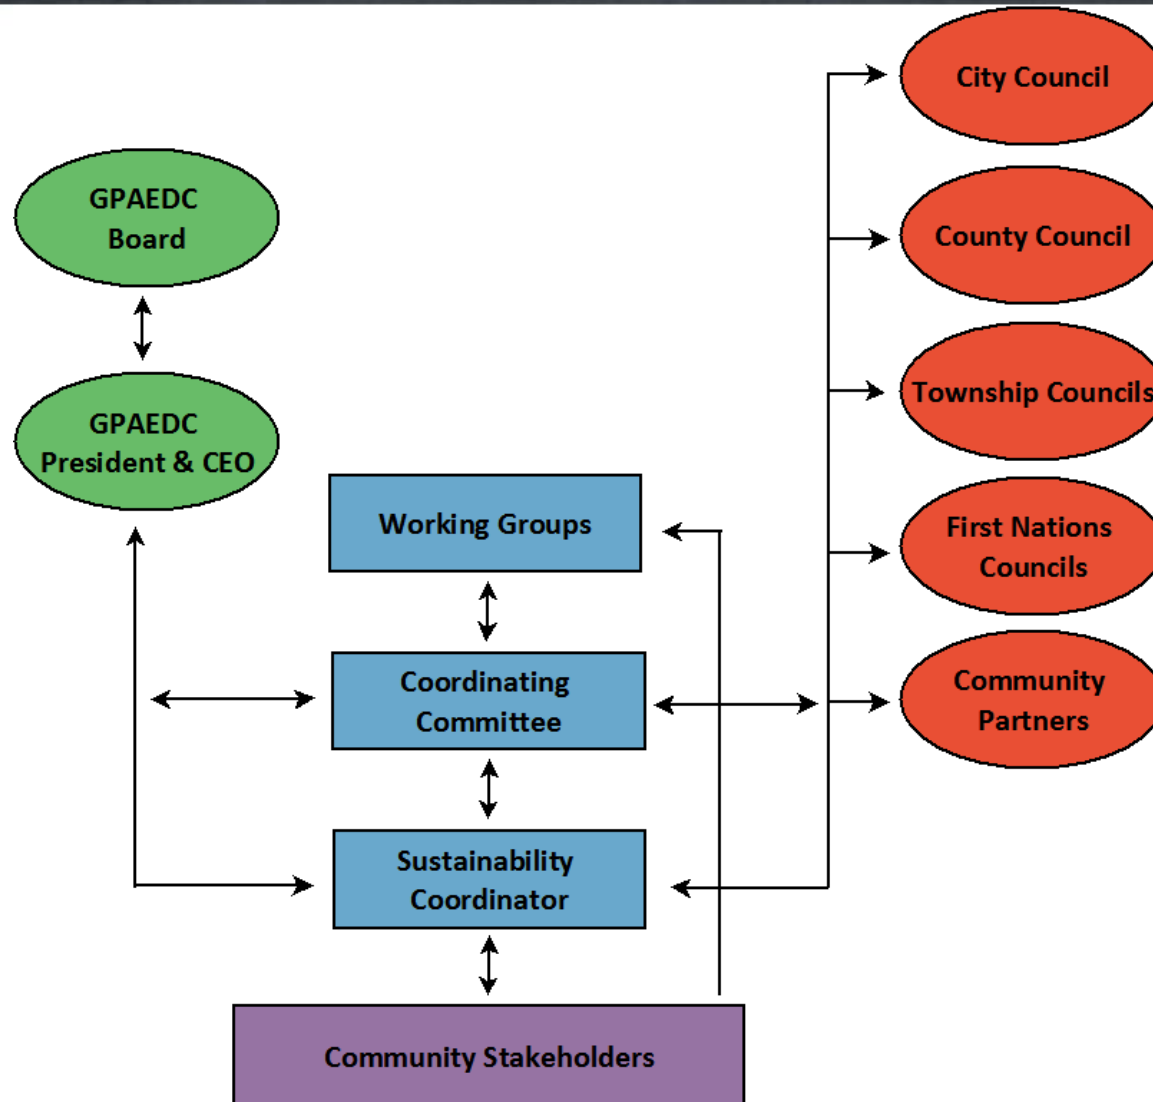 City Council
GPAEDC
Board
County Council
Township Councils
GPAEDC
President & CEO
Working Groups
First Nations
Councils
Coordinating
Committee
Community
Partners
Sustainability
Coordinator
Community Stakeholders